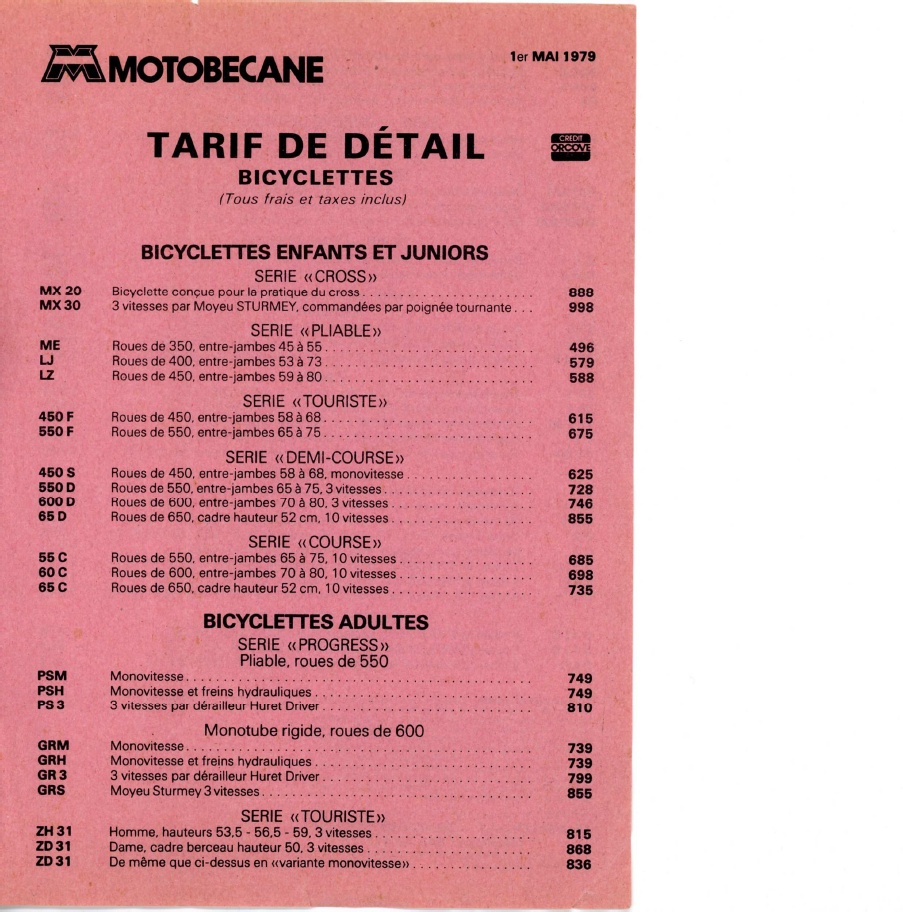 MOTOBECANE
1er MAI 1979
TARIF DE DÉTAIL
CREDIT
ORCOVE
BICYCLETTES
(Tous frais et taxes inclus)
BICYCLETTES ENFANTS ET JUNIORS
SERIE «CROSS»
MX 20 Bicyclette conçue pour la pratique du cross . . . . . . . . 888
MX 30 3 vitesses par Moyeu STURMEY, commandées par poignée tournante . . . 998
SERIE «PLIABLE»
ME Roues de 350, entre-jambes 45 à 55 . . . . . . . . 496
LJ Roues de 400, entre-jambes 53 à 73 . . . . . . . . 579
LZ Roues de 450, entre-jambes 59 à 80 . . . . . . . . 588
SERIE «TOURISTE»
450 F Roues de 450, entre-jambes 58 à 68 . . . . . . . . 615
550 F Roues de 550, entre-jambes 65 à 75 . . . . . . . . 675
SERIE «DEMI-COURSE»
450 S Roues de 450, entre-jambes 58 à 68, monovitesse . . . . . . . . 625
550 D Roues de 550, entre-jambes 65 à 75, 3 vitesses . . . . . . . . 728
600 D Roues de 600, entre-jambes 70 à 80, 3 vitesses . . . . . . . . 746
65 D Roues de 650, cadre hauteur 52 cm, 10 vitesses . . . . . . . . 855
SERIE «COURSE»
55 C Roues de 550, entre-jambes 65 à 75, 10 vitesses . . . . . . . . 685
60 C Roues de 600, entre-jambes 70 à 80, 10 vitesses . . . . . . . . 698
65 C Roues de 650, cadre hauteur 52 cm, 10 vitesses . . . . . . . . 735
BICYCLETTES ADULTES
SERIE «PROGRESS»
Pliable, roues de 550
PSM Monovitesse . . . . . . . . 749
PSH Monovitesse et freins hydrauliques . . . . . . . . 749
PS 3 3 vitesses par dérailleur Huret Driver . . . . . . . . 810
Monotube rigide, roues de 600
GRM Monovitesse . . . . . . . . 739
GRH Monovitesse et freins hydrauliques . . . . . . . . 739
GR 3 3 vitesses par dérailleur Huret Driver . . . . . . . . 799
GRS Moyeu Sturmey 3 vitesses . . . . . . . . 855
SERIE «TOURISTE»
ZH 31 Homme, hauteurs 53,5 - 56,5 - 59, 3 vitesses . . . . . . . . 815
ZD 31 Dame, cadre berceau hauteur 50, 3 vitesses . . . . . . . . 868
ZD 31 De même que ci-dessus en «variante monovitesse» . . . . . . . . 836